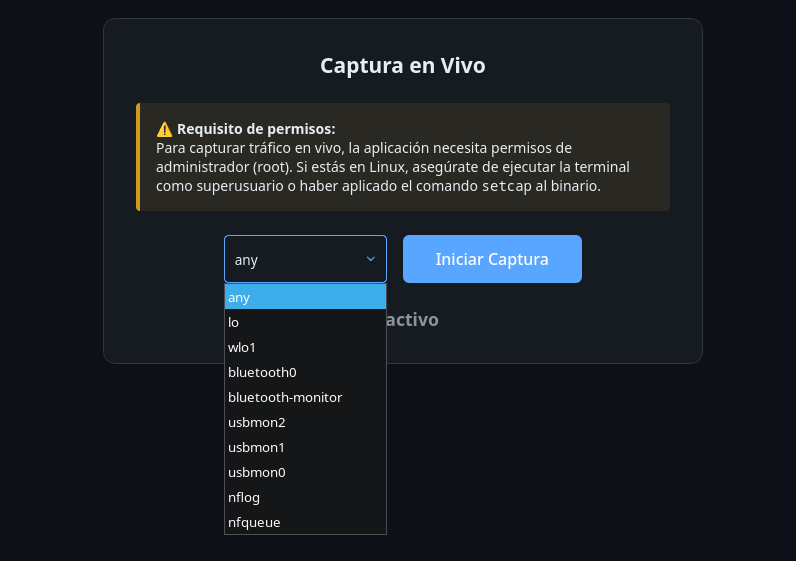 Captura en Vivo
⚠️ Requisito de permisos:
Para capturar tráfico en vivo, la aplicación necesita permisos de
administrador (root). Si estás en Linux, asegúrate de ejecutar la terminal
como superusuario o haber aplicado el comando setcap al binario.
any
Iniciar Captura
any
lo
activo
wlo1
bluetooth0
bluetooth-monitor
usbmon2
usbmon1
usbmon0
nflog
nfqueue